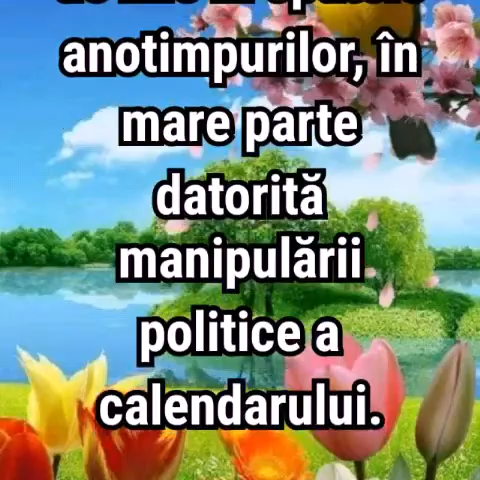 anotimpurilor, în
mare parte
datorită
manipulării
politice a
calendarului.